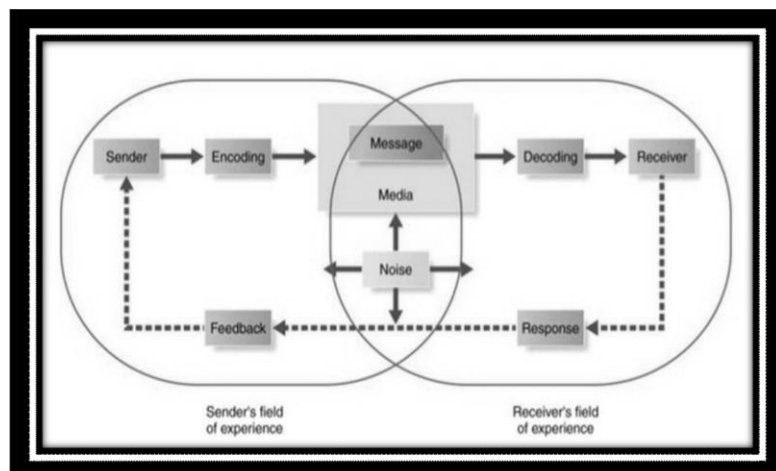 Message
Sender
Encoding
Decoding
Receiver
Media
Noise
Feedback
Response
Sender's field
of experience
Receiver's field
of experience